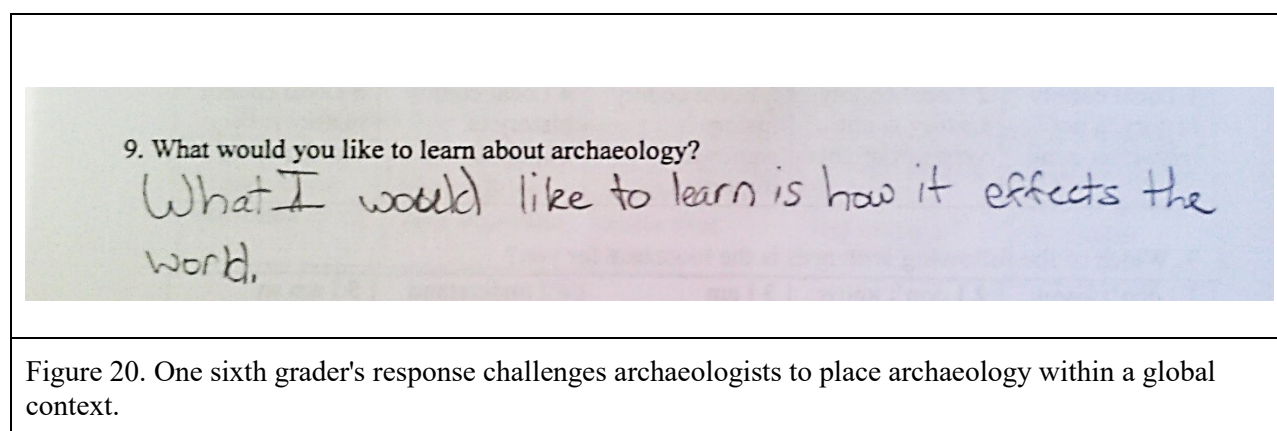 9. What would you like to learn about archaeology?
What I would like to learn is how it effects the
world.
Figure 20. One sixth grader's response challenges archaeologists to place archaeology within a global
context.